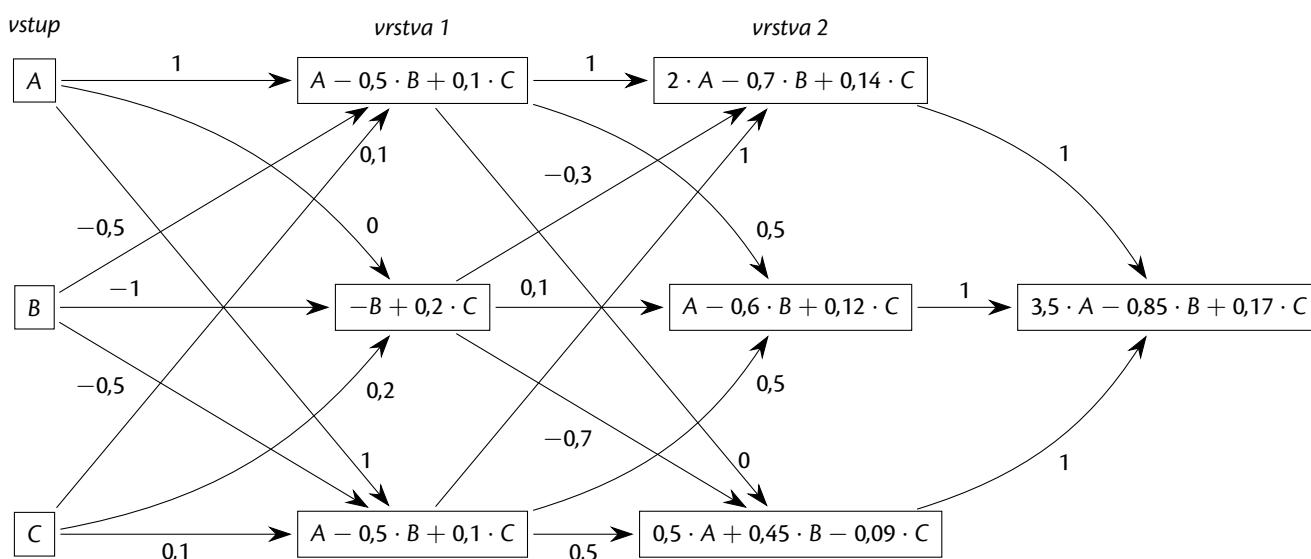 vstup vrstva 1 vrstva 2
1 1
A A − 0,5 · B + 0,1 · C 2 · A − 0,7 · B + 0,14 · C
0,1 1 1
−0,3
−0,5 0 0,5
−1 0,1 1
B −B + 0,2 · C A − 0,6 · B + 0,12 · C 3,5 · A − 0,85 · B + 0,17 · C
−0,5 0,2 0,5
−0,7
1 0 1
C A − 0,5 · B + 0,1 · C 0,5 · A + 0,45 · B − 0,09 · C
0,1 0,5